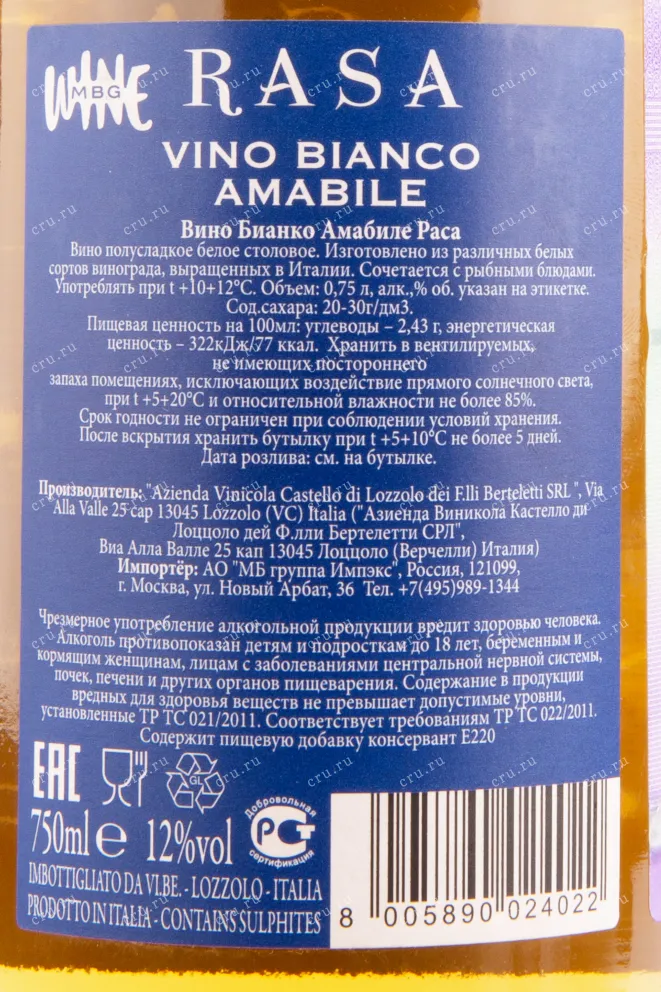 WINE
MBG
RASA
VINO BIANCO
AMABILE
Вино Бианко Амабиле Раса
Вино полусладкое белое столовое. Изготовлено из различных белых
сортов винограда, выращенных в Италии. Сочетается с рыбными блюдами.
Употреблять при t +10+12°С. Объем: 0,75 л, алк.,% об. указан на этикетке.
Сод.сахара: 20-30г/дм3.
Пищевая ценность на 100мл: углеводы – 2,43 г, энергетическая
ценность – 322кДж/77 ккал. Хранить в вентилируемых,
не имеющих постороннего
запаха помещениях, исключающих воздействие прямого солнечного света,
при t +5+20°С и относительной влажности не более 85%.
Срок годности не ограничен при соблюдении условий хранения.
После вскрытия хранить бутылку при t +5+10°С не более 5 дней.
Дата розлива: см. на бутылке.
Производитель: "Azienda Vinicola Castello di Lozzolo dei F.lli Berteletti SRL ", Via
Alla Valle 25 cap 13045 Lozzolo (VC) Italia ("Азиенда Виникола Кастелло ди
Лоццоло дей Ф.лли Бертелетти СРЛ",
Виа Алла Валле 25 кап 13045 Лоццоло (Верчелли) Италия)
Импортёр: АО "МБ группа Импэкс", Россия, 121099,
г. Москва, ул. Новый Арбат, 36 Тел. +7(495)989-1344
Чрезмерное употребление алкогольной продукции вредит здоровью человека.
Алкоголь противопоказан детям и подросткам до 18 лет, беременным и
кормящим женщинам, лицам с заболеваниями центральной нервной системы,
почек, печени и других органов пищеварения. Содержание в продукции
вредных для здоровья веществ не превышает допустимые уровни,
установленные ТР ТС 021/2011. Соответствует требованиям ТР ТС 022/2011.
Содержит пищевую добавку консервант Е220
EAC
GL
750ml e 12%vol
Добровольная
РСТ
сертификация
IMBOTTIGLIATO DA VI.BE. - LOZZOLO - ITALIA
PRODOTTO IN ITALIA - CONTAINS SULPHITES
8 005890 024022
cru.ru